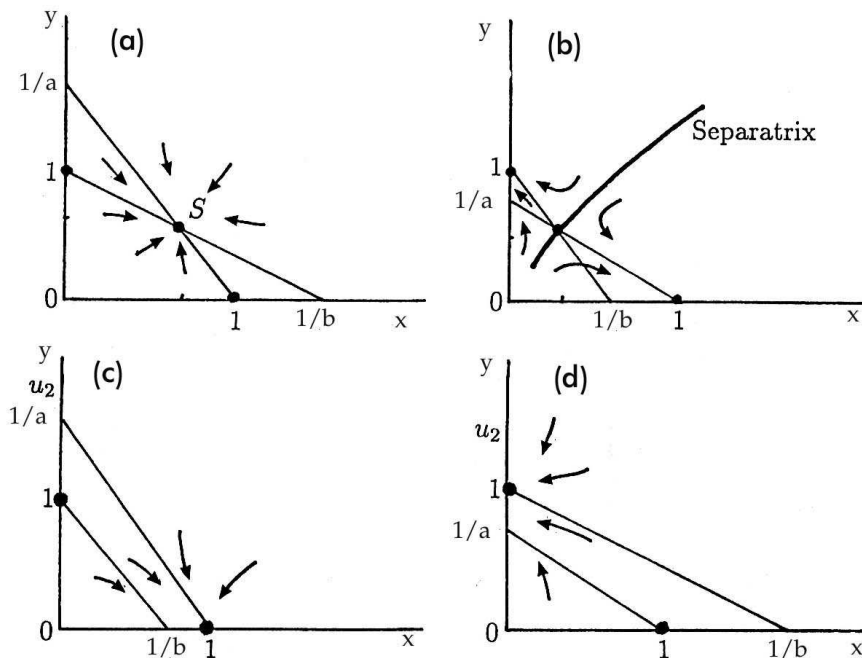 y
(a)
1/a
1
S
0
1
1/b
x
y
(b)
Separatrix
1
1/a
0
1/b
1
x
y
(c)
u₂
1/a
1
0
1/b
1
x
y
(d)
u₂
1
1/a
0
1
1/b
x